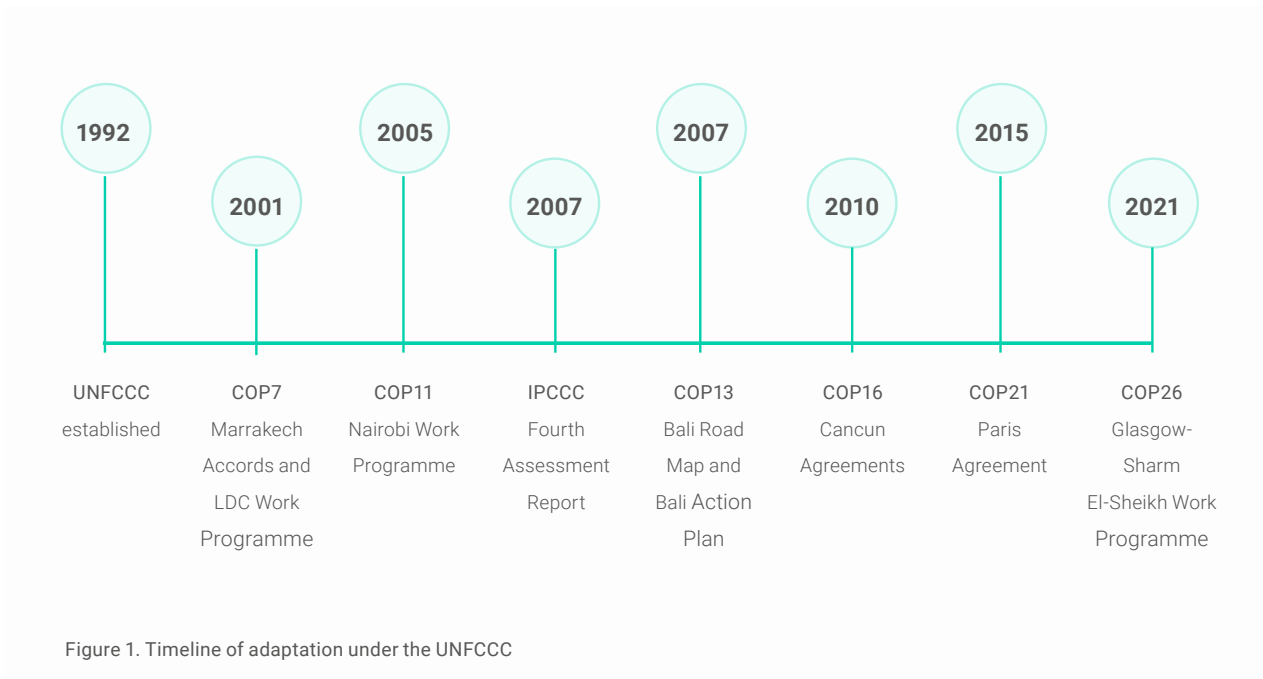 1992
2001
2005
2007
2007
2010
2015
2021
UNFCCC
established
COP7
Marrakech
Accords and
LDC Work
Programme
COP11
Nairobi Work
Programme
IPCCC
Fourth
Assessment
Report
COP13
Bali Road
Map and
Bali Action
Plan
COP16
Cancun
Agreements
COP21
Paris
Agreement
COP26
Glasgow-
Sharm
El-Sheikh Work
Programme
Figure 1. Timeline of adaptation under the UNFCCC